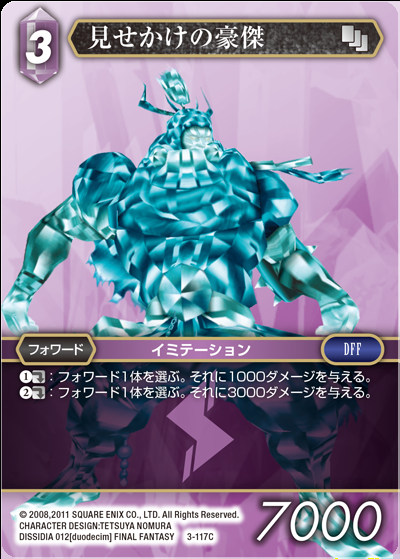 3
見せかけの豪傑
フォワード
イミテーション
DFF
1:フォワード1体を選ぶ。それに1000ダメージを与える。
2:フォワード1体を選ぶ。それに3000ダメージを与える。
© 2008,2011 SQUARE ENIX CO., LTD. All Rights Reserved.
CHARACTER DESIGN:TETSUYA NOMURA
DISSIDIA 012[duodecim] FINAL FANTASY
3-117C
7000